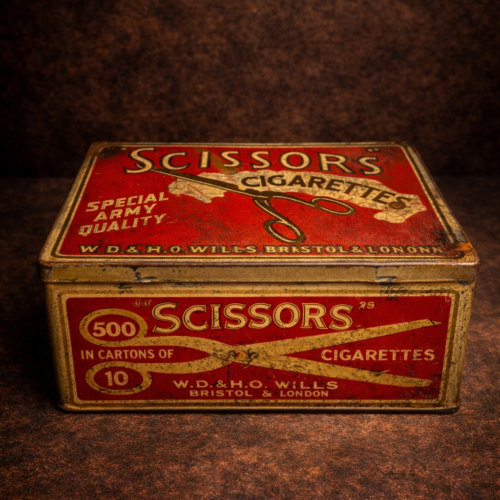 "SCISSORS"
CIGARETTES
SPECIAL
ARMY
QUALITY
W.D.&H.O.WILLS BRISTOL & LONDON
SCISSORS
500
IN CARTONS OF
10
CIGARETTES
W.D.&H.O. WILLS
BRISTOL & LONDON